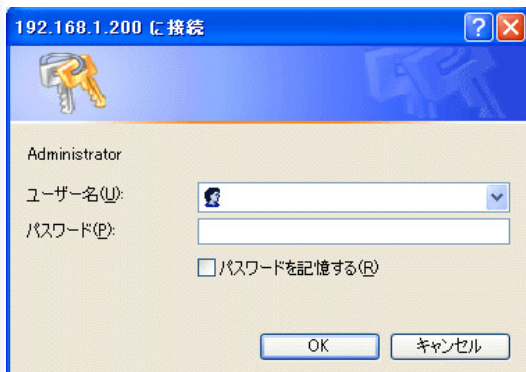 192.168.1.200 に接続
Administrator
ユーザー名(U):
パスワード(P):
パスワードを記憶する(R)
OK
キャンセル